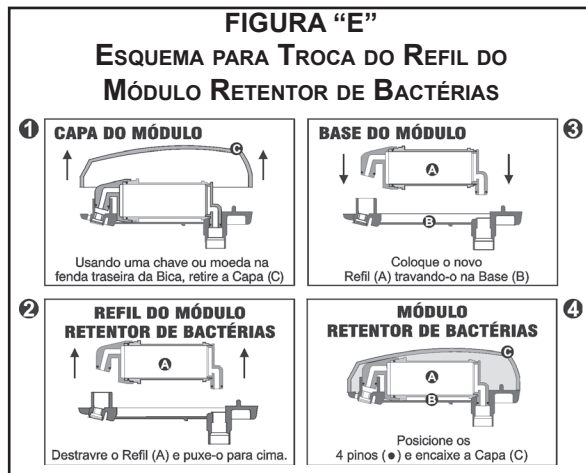 FIGURA “E”
ESQUEMA PARA TROCA DO REFIL DO
MÓDULO RETENTOR DE BACTÉRIAS
1
CAPA DO MÓDULO
C
Usando uma chave ou moeda na
fenda traseira da Bica, retire a Capa (C)
2
REFIL DO MÓDULO
RETENTOR DE BACTÉRIAS
A
Destravre o Refil (A) e puxe-o para cima.
3
BASE DO MÓDULO
A
B
Coloque o novo
Refil (A) travando-o na Base (B)
4
MÓDULO
RETENTOR DE BACTÉRIAS
C
A
B
Posicione os
4 pinos (●) e encaixe a Capa (C)